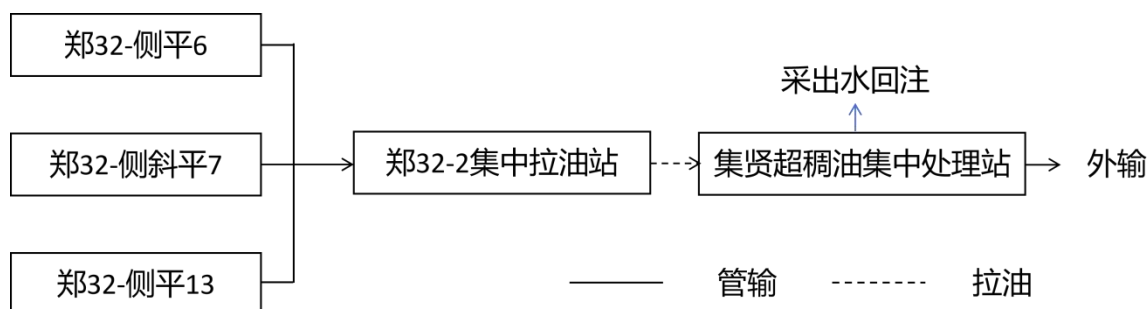 郑32-侧平6
采出水回注
郑32-侧斜平7
郑32-2集中拉油站
集贤超稠油集中处理站
外输
郑32-侧平13
管输
拉油